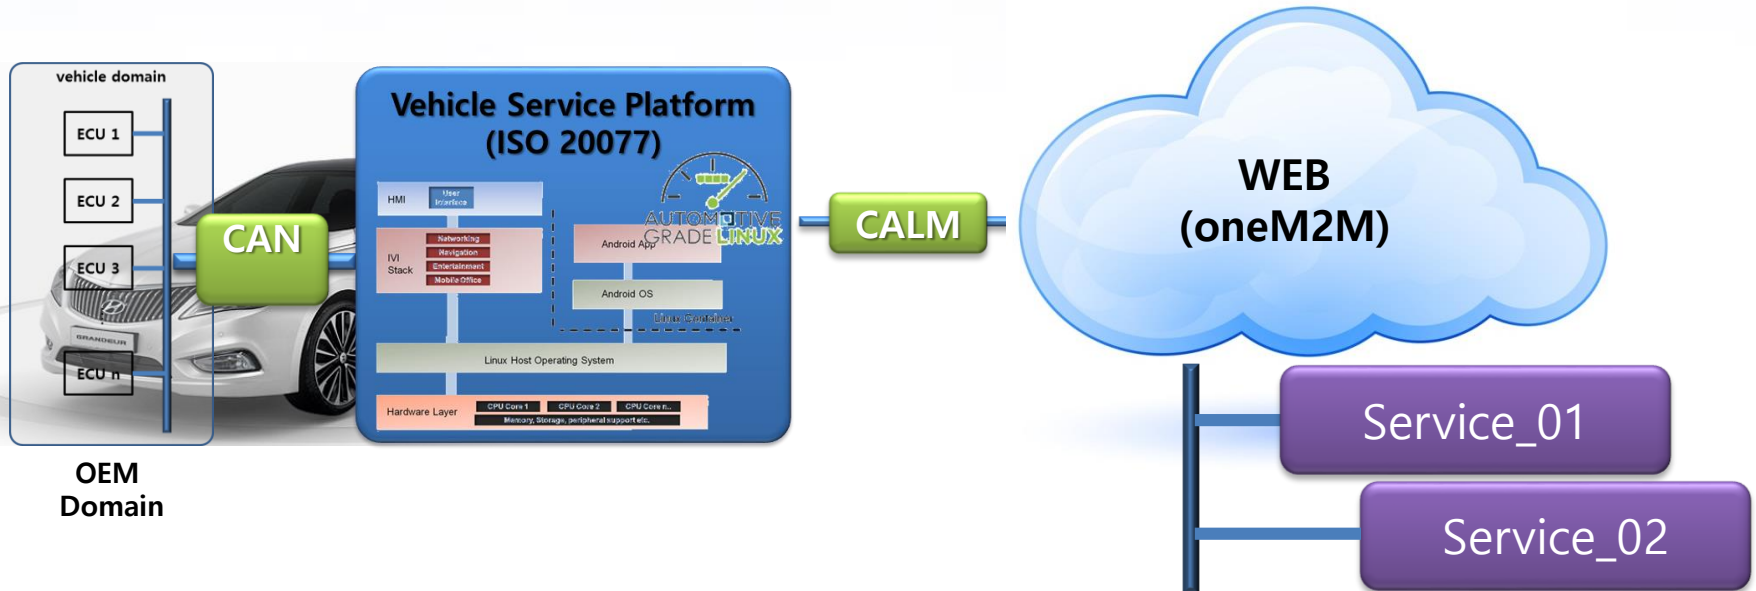 vehicle domain
ECU 1
ECU 2
ECU 3
ECU n
GRANDEUR
OEM
Domain
CAN
Vehicle Service Platform
(ISO 20077)
AUTOMOTIVE
GRADE LINUX
HMI
User
Interface
IVI
Stack
Networking
Navigation
Entertainment
Mobile Office
Android App
Android OS
Linux Container
Linux Host Operating System
Hardware Layer
CPU Core 1
CPU Core 2
CPU Core n..
Memory, Storage, peripheral support etc.
CALM
WEB
(oneM2M)
Service_01
Service_02